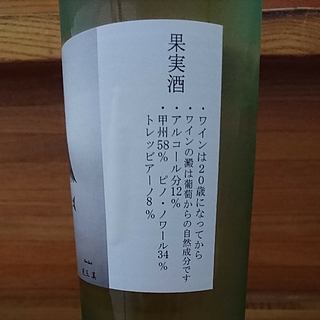 果実酒
・ワインは20歳になってから
・ワインの澱は葡萄からの自然成分です
・アルコール分12%
・甲州58% ピノ・ノワール34%
トレッビアーノ8%